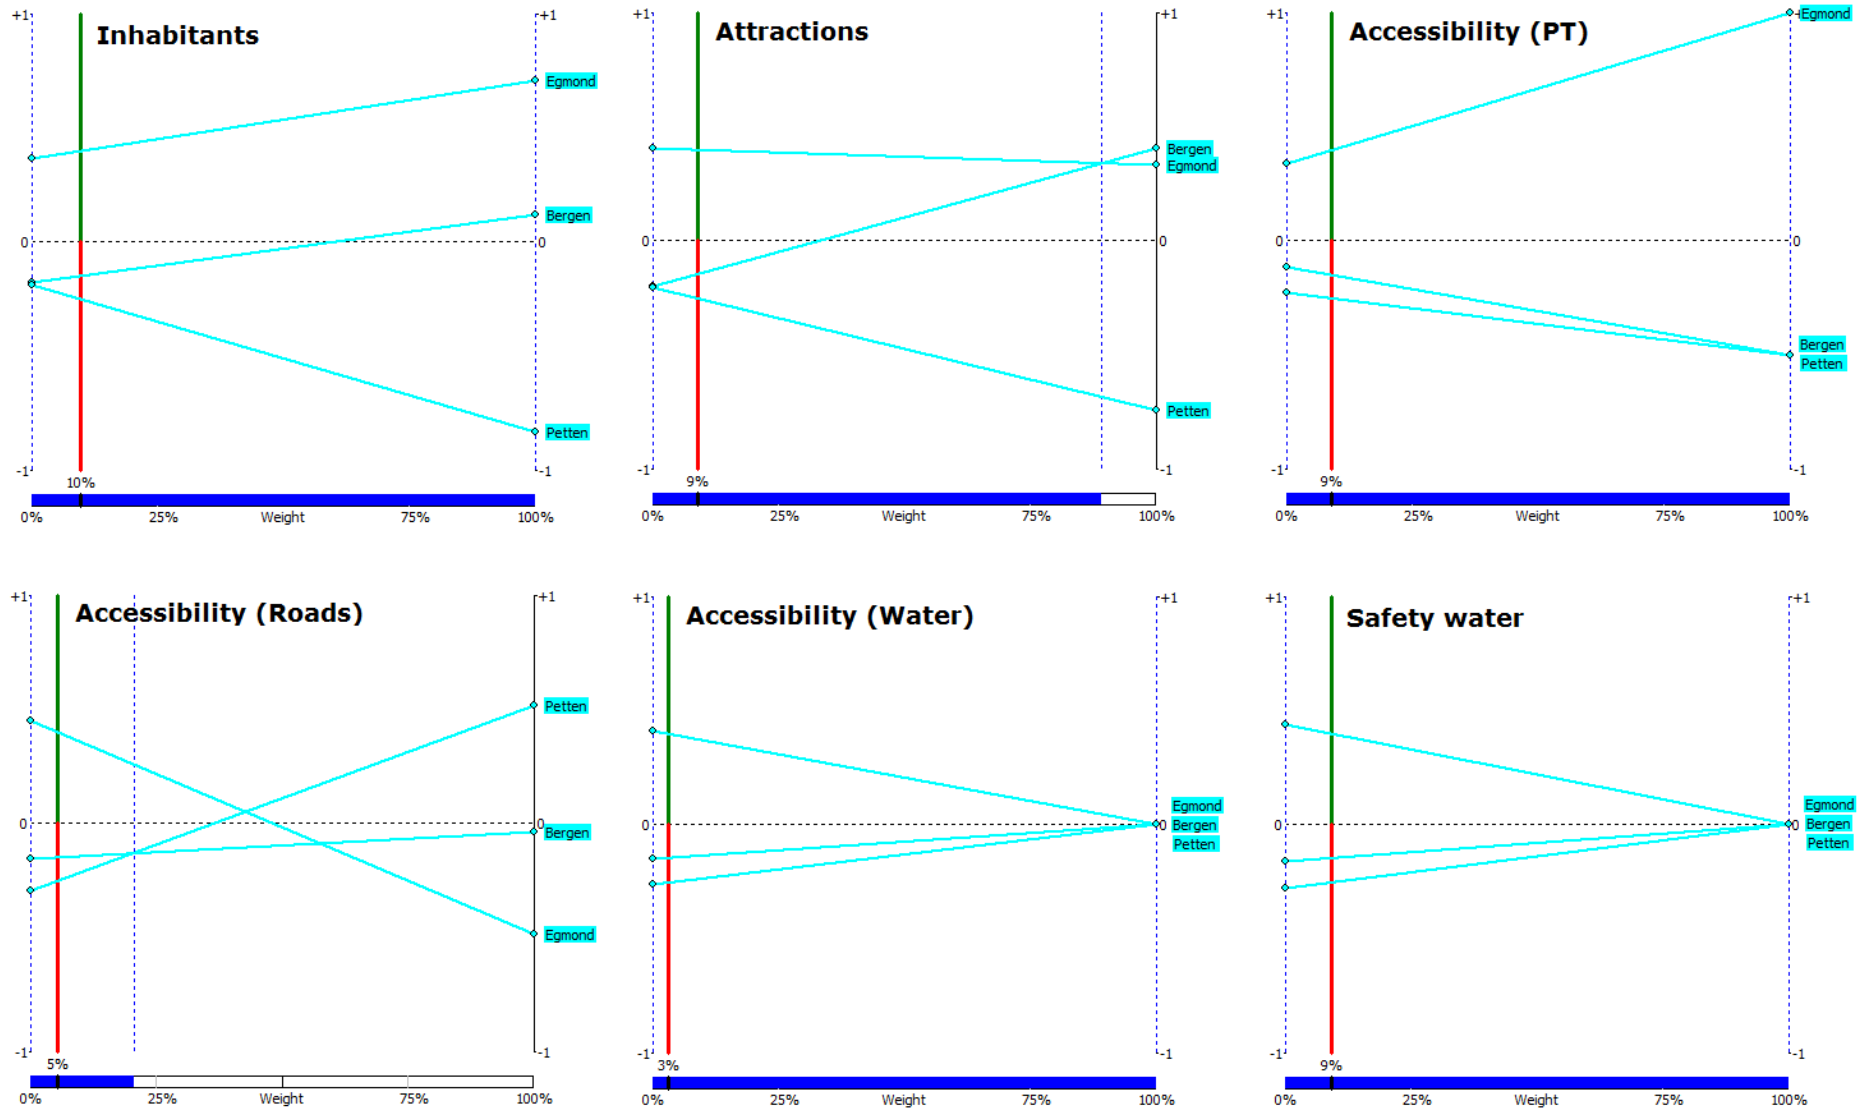 Inhabitants
+1
+1
Egmond
Bergen
0
0
Petten
-1
-1
10%
0%
25%
Weight
75%
100%
Attractions
+1
+1
Bergen
Egmond
0
0
Petten
-1
-1
9%
0%
25%
Weight
75%
100%
Accessibility (PT)
+1
Egmond
0
0
Bergen
Petten
-1
-1
9%
0%
25%
Weight
75%
100%
Accessibility (Roads)
+1
+1
Petten
0
0
Bergen
Egmond
-1
-1
5%
0%
25%
Weight
75%
100%
Accessibility (Water)
+1
+1
Egmond
0
0
Bergen
Petten
-1
-1
3%
0%
25%
Weight
75%
100%
Safety water
+1
+1
Egmond
0
0
Bergen
Petten
-1
-1
9%
0%
25%
Weight
75%
100%